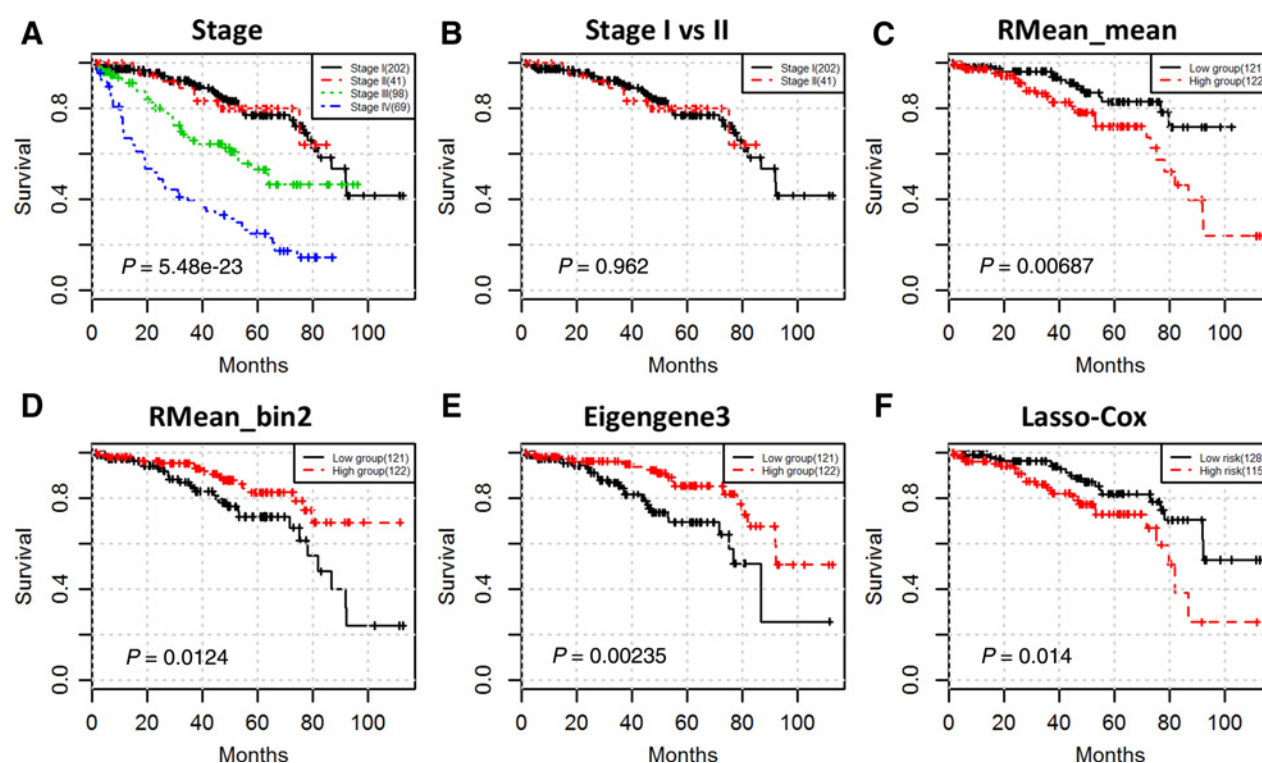 A Stage
Stage I(202)
Stage II(41)
Stage III(98)
Stage IV(69)
Survival
0.0 0.4 0.8
P = 5.48e-23
0 20 40 60 80 100
Months
B Stage I vs II
Stage I(202)
Stage II(41)
Survival
0.0 0.4 0.8
P = 0.962
0 20 40 60 80 100
Months
C RMean_mean
Low group(121
High group(122
Survival
0.0 0.4 0.8
P = 0.00687
0 20 40 60 80 100
Months
D RMean_bin2
Low group(121)
High group(122)
Survival
0.0 0.4 0.8
P = 0.0124
0 20 40 60 80 100
Months
E Eigengene3
Low group(121)
High group(122)
Survival
0.0 0.4 0.8
P = 0.00235
0 20 40 60 80 100
Months
F Lasso-Cox
Low risk(128
High risk(115
Survival
0.0 0.4 0.8
P = 0.014
0 20 40 60 80 100
Months